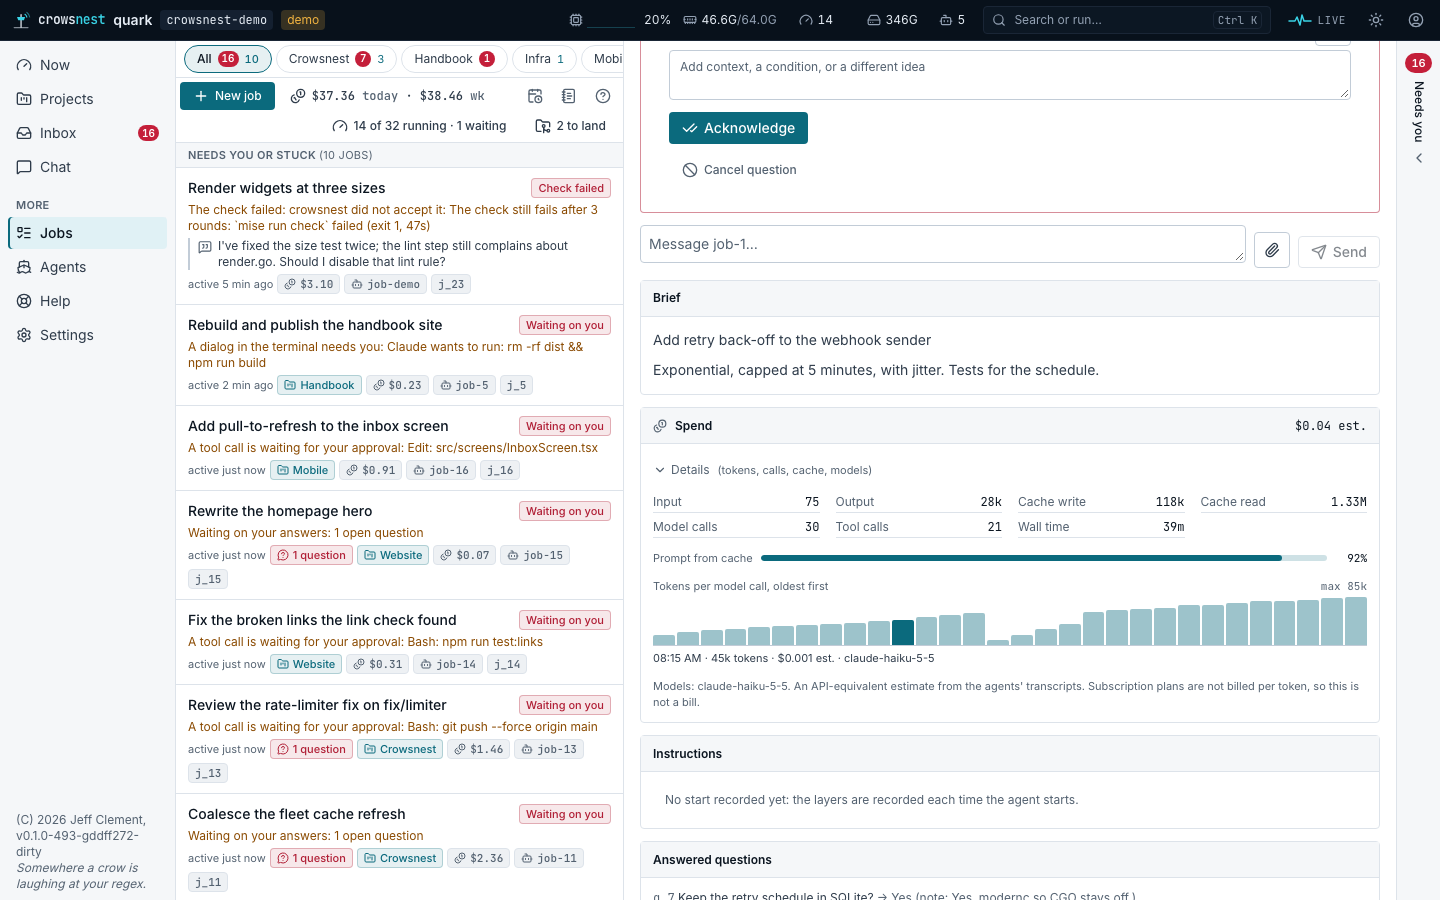 crowsnest quark crowsnest-demo demo 20% 46.6G/64.0G 14 346G 5 Search or run... Ctrl K LIVE
Now
Projects
Inbox 16
Chat
MORE
Jobs
Agents
Help
Settings
(C) 2026 Jeff Clement,
v0.1.0-493-gddff272-
dirty
Somewhere a crow is
laughing at your regex.
All 16 10 Crowsnest 7 3 Handbook 1 Infra 1 Mobi
New job $37.36 today · $38.46 wk
14 of 32 running · 1 waiting 2 to land
NEEDS YOU OR STUCK (10 JOBS)
Render widgets at three sizes Check failed
The check failed: crowsnest did not accept it: The check still fails after 3
rounds: `mise run check` failed (exit 1, 47s)
I've fixed the size test twice; the lint step still complains about
render.go. Should I disable that lint rule?
active 5 min ago $3.10 job-demo j_23
Rebuild and publish the handbook site Waiting on you
A dialog in the terminal needs you: Claude wants to run: rm -rf dist &&
npm run build
active 2 min ago Handbook $0.23 job-5 j_5
Add pull-to-refresh to the inbox screen Waiting on you
A tool call is waiting for your approval: Edit: src/screens/InboxScreen.tsx
active just now Mobile $0.91 job-16 j_16
Rewrite the homepage hero Waiting on you
Waiting on your answers: 1 open question
active just now 1 question Website $0.07 job-15
j_15
Fix the broken links the link check found Waiting on you
A tool call is waiting for your approval: Bash: npm run test:links
active just now Website $0.31 job-14 j_14
Review the rate-limiter fix on fix/limiter Waiting on you
A tool call is waiting for your approval: Bash: git push --force origin main
active just now 1 question Crowsnest $1.46 job-13
j_13
Coalesce the fleet cache refresh Waiting on you
Waiting on your answers: 1 open question
active just now 1 question Crowsnest $2.36 job-11
j_11
Add context, a condition, or a different idea
Acknowledge
Cancel question
Message job-1... Send
Brief
Add retry back-off to the webhook sender
Exponential, capped at 5 minutes, with jitter. Tests for the schedule.
Spend $0.04 est.
Details (tokens, calls, cache, models)
Input 75 Output 28k Cache write 118k Cache read 1.33M
Model calls 30 Tool calls 21 Wall time 39m
Prompt from cache 92%
Tokens per model call, oldest first max 85k
08:15 AM · 45k tokens · $0.001 est. · claude-haiku-5-5
Models: claude-haiku-5-5. An API-equivalent estimate from the agents' transcripts. Subscription plans are not billed per token, so this is
not a bill.
Instructions
No start recorded yet: the layers are recorded each time the agent starts.
Answered questions
q_7 Keep the retry schedule in SQLite? → Yes (note: Yes, modernc so CGO stays off.)
16
Needs you